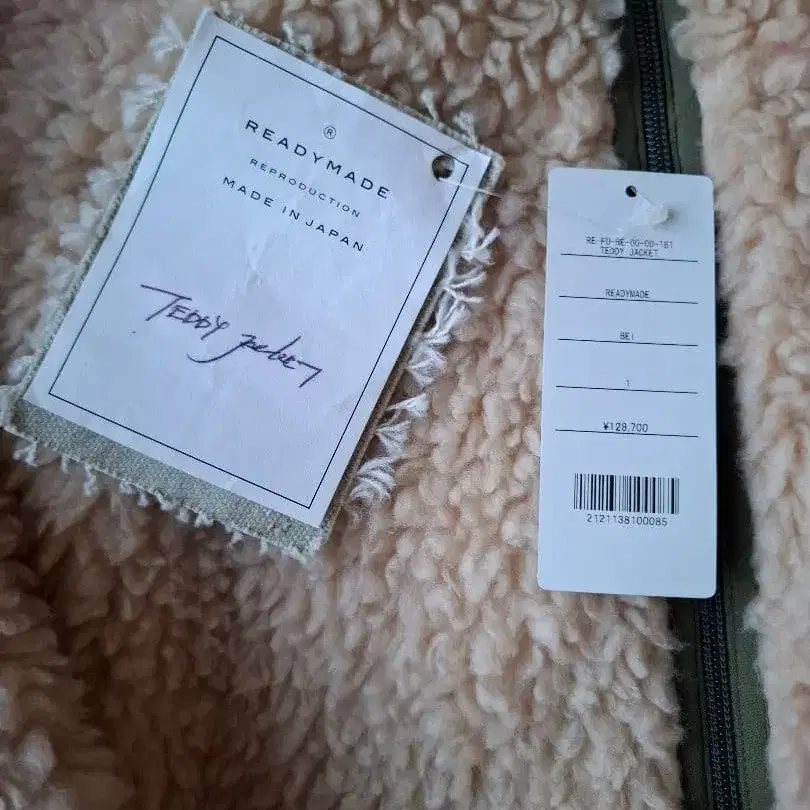 ®
READYMADE
REPRODUCTION
MADE IN JAPAN
TEDDY jacket
RE-FU-BE-00-00-161
TEDDY JACKET
READYMADE
BEI
1
¥128,700
2121138100085